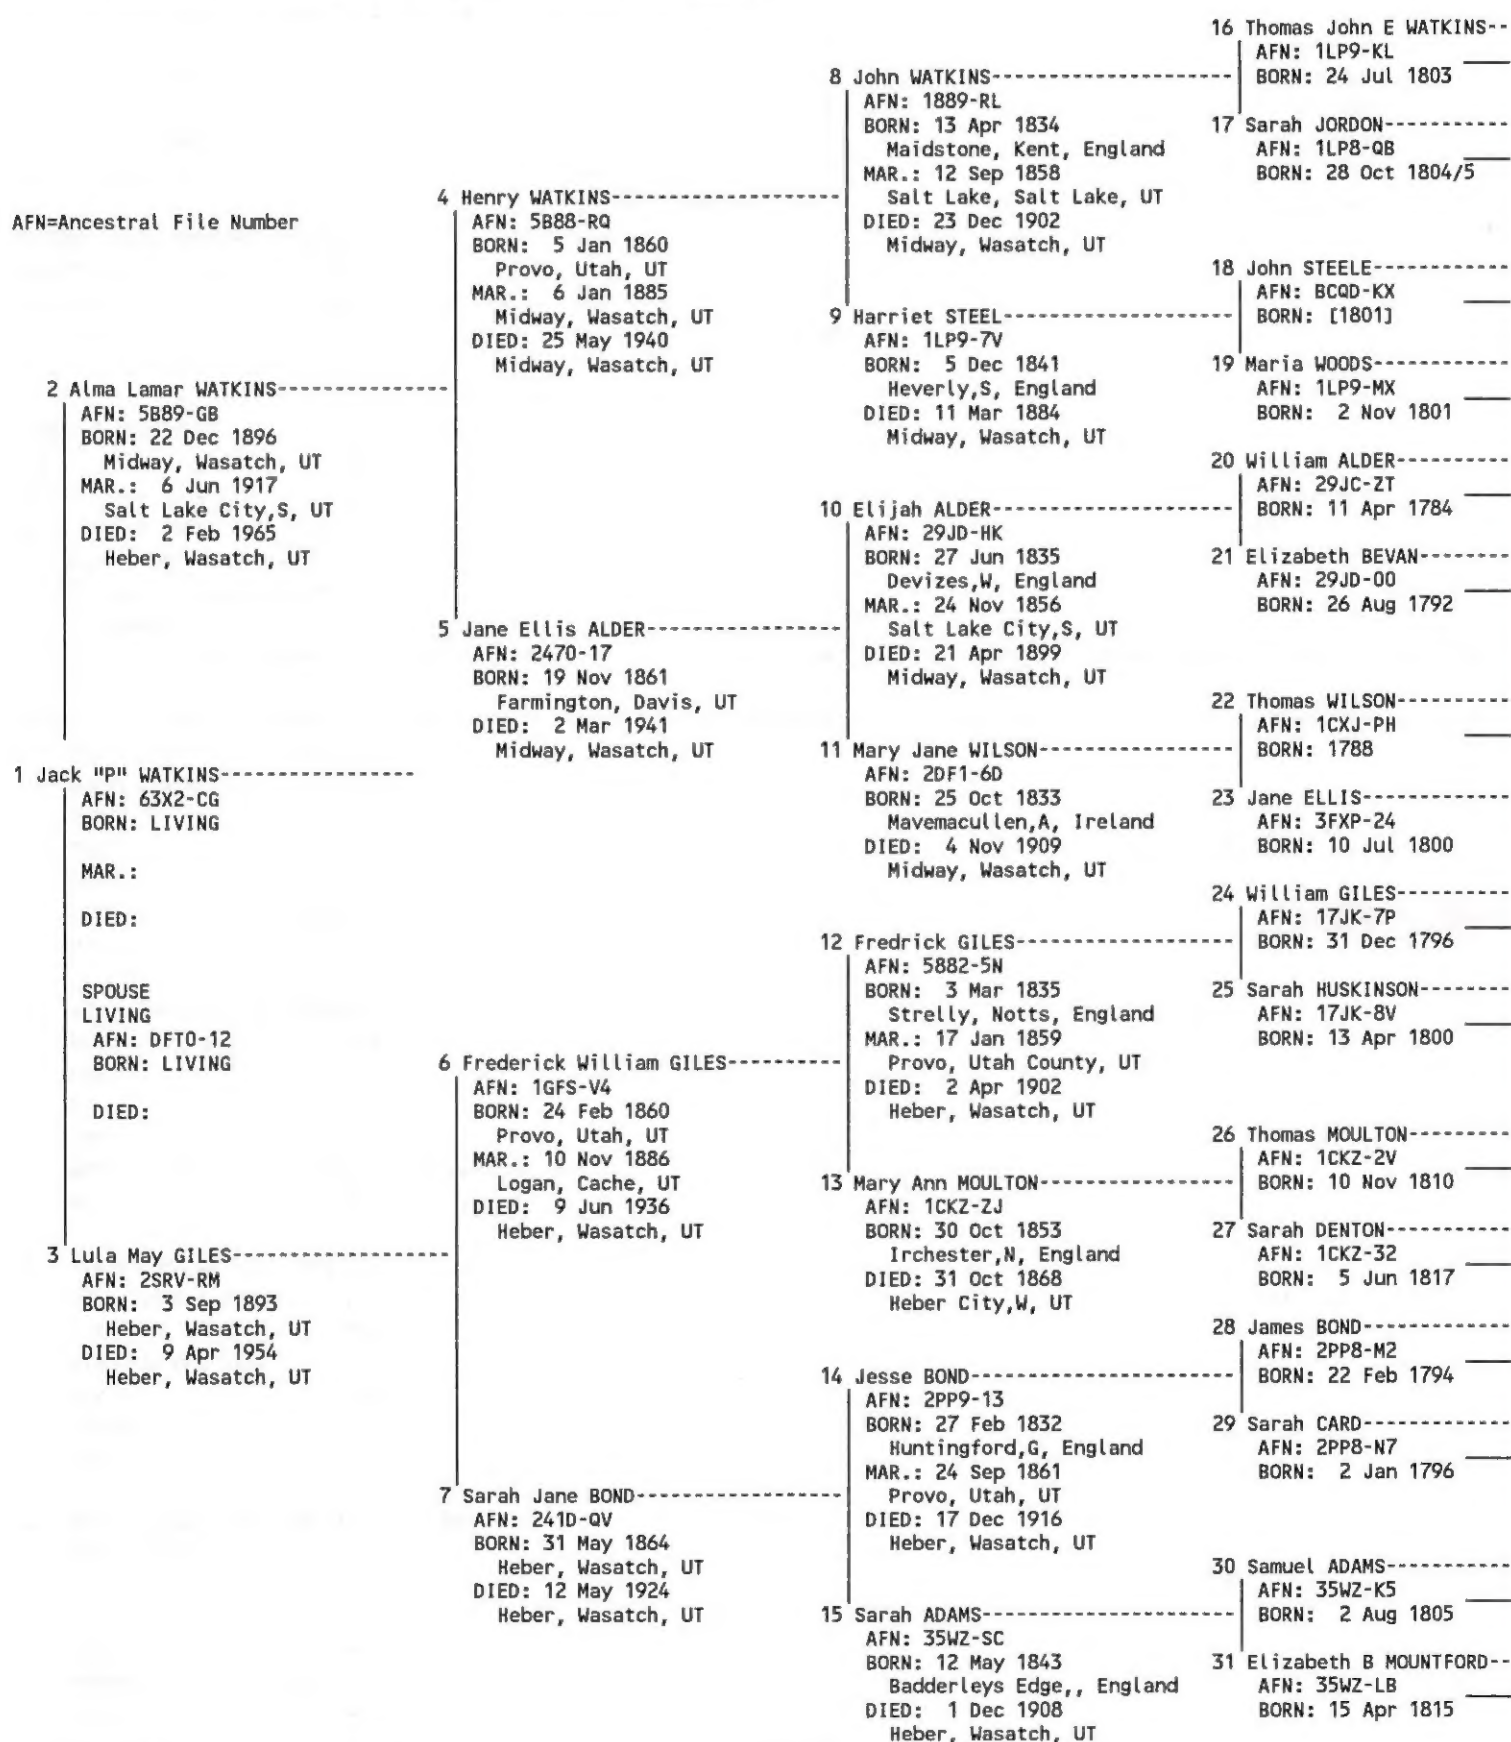 AFN=Ancestral File Number
1 Jack "P" WATKINS----------------
AFN: 63X2-CG
BORN: LIVING
MAR.:
DIED:
SPOUSE
LIVING
AFN: DFT0-12
BORN: LIVING
DIED:
2 Alma Lamar WATKINS--------------
AFN: 5B89-GB
BORN: 22 Dec 1896
Midway, Wasatch, UT
MAR.: 6 Jun 1917
Salt Lake City,S, UT
DIED: 2 Feb 1965
Heber, Wasatch, UT
3 Lula May GILES------------------
AFN: 2SRV-RM
BORN: 3 Sep 1893
Heber, Wasatch, UT
DIED: 9 Apr 1954
Heber, Wasatch, UT
4 Henry WATKINS-------------------
AFN: 5B88-RQ
BORN: 5 Jan 1860
Provo, Utah, UT
MAR.: 6 Jan 1885
Midway, Wasatch, UT
DIED: 25 May 1940
Midway, Wasatch, UT
5 Jane Ellis ALDER----------------
AFN: 2470-17
BORN: 19 Nov 1861
Farmington, Davis, UT
DIED: 2 Mar 1941
Midway, Wasatch, UT
6 Frederick William GILES---------
AFN: 1GFS-V4
BORN: 24 Feb 1860
Provo, Utah, UT
MAR.: 10 Nov 1886
Logan, Cache, UT
DIED: 9 Jun 1936
Heber, Wasatch, UT
7 Sarah Jane BOND-----------------
AFN: 241D-QV
BORN: 31 May 1864
Heber, Wasatch, UT
DIED: 12 May 1924
Heber, Wasatch, UT
8 John WATKINS--------------------
AFN: 1889-RL
BORN: 13 Apr 1834
Maidstone, Kent, England
MAR.: 12 Sep 1858
Salt Lake, Salt Lake, UT
DIED: 23 Dec 1902
Midway, Wasatch, UT
9 Harriet STEEL-------------------
AFN: 1LP9-7V
BORN: 5 Dec 1841
Heverly,S, England
DIED: 11 Mar 1884
Midway, Wasatch, UT
10 Elijah ALDER--------------------
AFN: 29JD-HK
BORN: 27 Jun 1835
Devizes,W, England
MAR.: 24 Nov 1856
Salt Lake City,S, UT
DIED: 21 Apr 1899
Midway, Wasatch, UT
11 Mary Jane WILSON----------------
AFN: 2DF1-6D
BORN: 25 Oct 1833
Mavemacullen,A, Ireland
DIED: 4 Nov 1909
Midway, Wasatch, UT
12 Fredrick GILES------------------
AFN: 5882-5N
BORN: 3 Mar 1835
Strelly, Notts, England
MAR.: 17 Jan 1859
Provo, Utah County, UT
DIED: 2 Apr 1902
Heber, Wasatch, UT
13 Mary Ann MOULTON----------------
AFN: 1CKZ-ZJ
BORN: 30 Oct 1853
Irchester,N, England
DIED: 31 Oct 1868
Heber City,W, UT
14 Jesse BOND----------------------
AFN: 2PP9-13
BORN: 27 Feb 1832
Huntingford,G, England
MAR.: 24 Sep 1861
Provo, Utah, UT
DIED: 17 Dec 1916
Heber, Wasatch, UT
15 Sarah ADAMS---------------------
AFN: 35WZ-SC
BORN: 12 May 1843
Badderleys Edge,, England
DIED: 1 Dec 1908
Heber, Wasatch, UT
16 Thomas John E WATKINS--
AFN: 1LP9-KL
BORN: 24 Jul 1803
17 Sarah JORDON-----------
AFN: 1LP8-QB
BORN: 28 Oct 1804/5
18 John STEELE------------
AFN: BCQD-KX
BORN: [1801]
19 Maria WOODS------------
AFN: 1LP9-MX
BORN: 2 Nov 1801
20 William ALDER----------
AFN: 29JC-ZT
BORN: 11 Apr 1784
21 Elizabeth BEVAN--------
AFN: 29JD-00
BORN: 26 Aug 1792
22 Thomas WILSON----------
AFN: 1CXJ-PH
BORN: 1788
23 Jane ELLIS-------------
AFN: 3FXP-24
BORN: 10 Jul 1800
24 William GILES----------
AFN: 17JK-7P
BORN: 31 Dec 1796
25 Sarah HUSKINSON--------
AFN: 17JK-8V
BORN: 13 Apr 1800
26 Thomas MOULTON---------
AFN: 1CKZ-2V
BORN: 10 Nov 1810
27 Sarah DENTON-----------
AFN: 1CKZ-32
BORN: 5 Jun 1817
28 James BOND-------------
AFN: 2PP8-M2
BORN: 22 Feb 1794
29 Sarah CARD-------------
AFN: 2PP8-N7
BORN: 2 Jan 1796
30 Samuel ADAMS-----------
AFN: 35WZ-K5
BORN: 2 Aug 1805
31 Elizabeth B MOUNTFORD--
AFN: 35WZ-LB
BORN: 15 Apr 1815